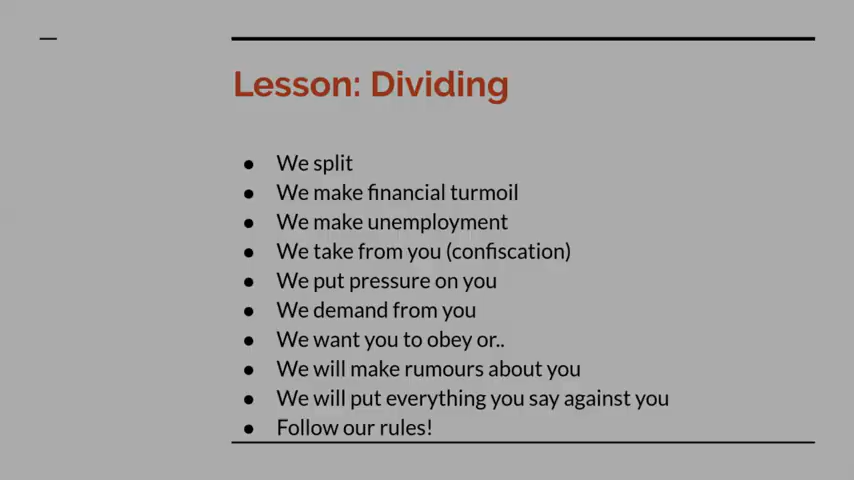 Lesson: Dividing
● We split
● We make financial turmoil
● We make unemployment
● We take from you (confiscation)
● We put pressure on you
● We demand from you
● We want you to obey or..
● We will make rumours about you
● We will put everything you say against you
● Follow our rules!